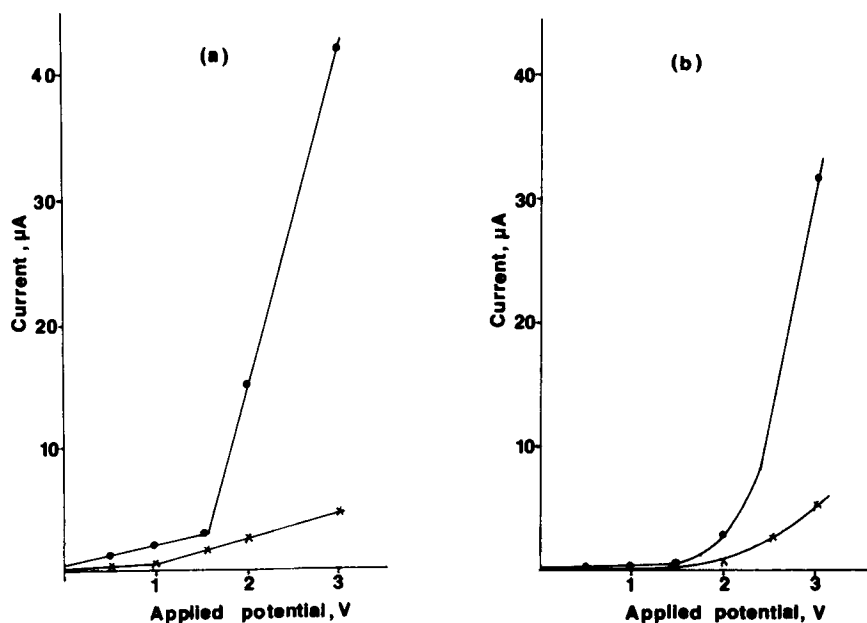 (a)
40
30
20
10
Current, µA
1
2
3
Applied potential, V
(b)
40
30
20
10
Current, µA
1
2
3
Applied potential, V